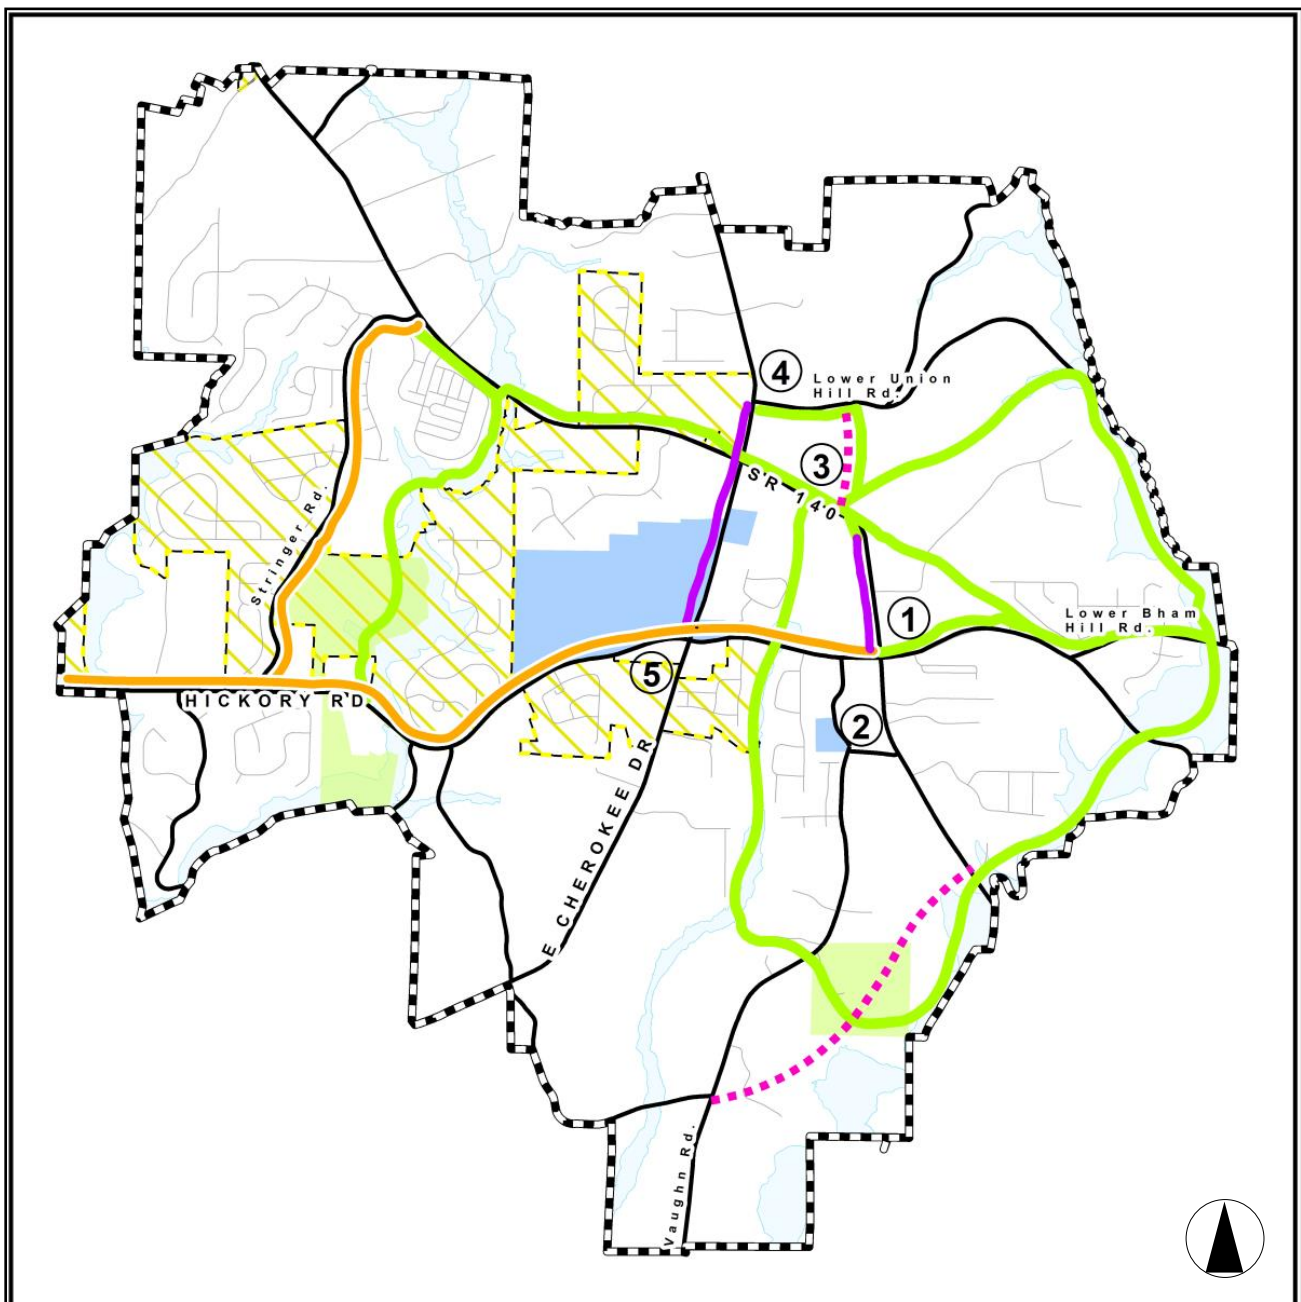 4
Lower Union
Hill Rd.
3
SR 140
Stringer Rd.
1
Lower Bham
Hill Rd.
5
HICKORY RD
2
E CHEROKEE DR
Vaughn Rd.